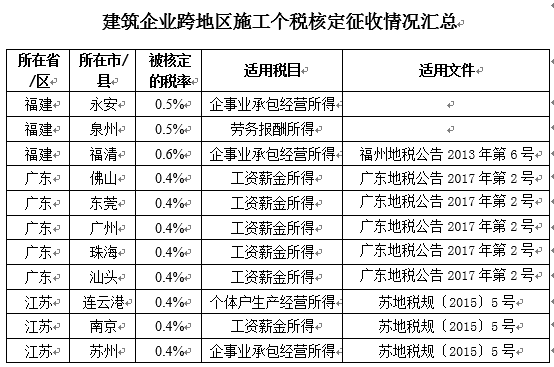 建筑企业跨地区施工个税核定征收情况汇总
所在省/区 所在市/县 被核定的税率 适用税目 适用文件
福建 永安 0.5% 企事业承包经营所得
福建 泉州 0.5% 劳务报酬所得
福建 福清 0.6% 企事业承包经营所得 福州地税公告 2013 年第 6 号
广东 佛山 0.4% 工资薪金所得 广东地税公告 2017 年第 2 号
广东 东莞 0.4% 工资薪金所得 广东地税公告 2017 年第 2 号
广东 广州 0.4% 工资薪金所得 广东地税公告 2017 年第 2 号
广东 珠海 0.4% 工资薪金所得 广东地税公告 2017 年第 2 号
广东 汕头 0.4% 工资薪金所得 广东地税公告 2017 年第 2 号
江苏 连云港 0.4% 个体户生产经营所得 苏地税规〔2015〕5 号
江苏 南京 0.4% 工资薪金所得 苏地税规〔2015〕5 号
江苏 苏州 0.4% 企事业承包经营所得 苏地税规〔2015〕5 号